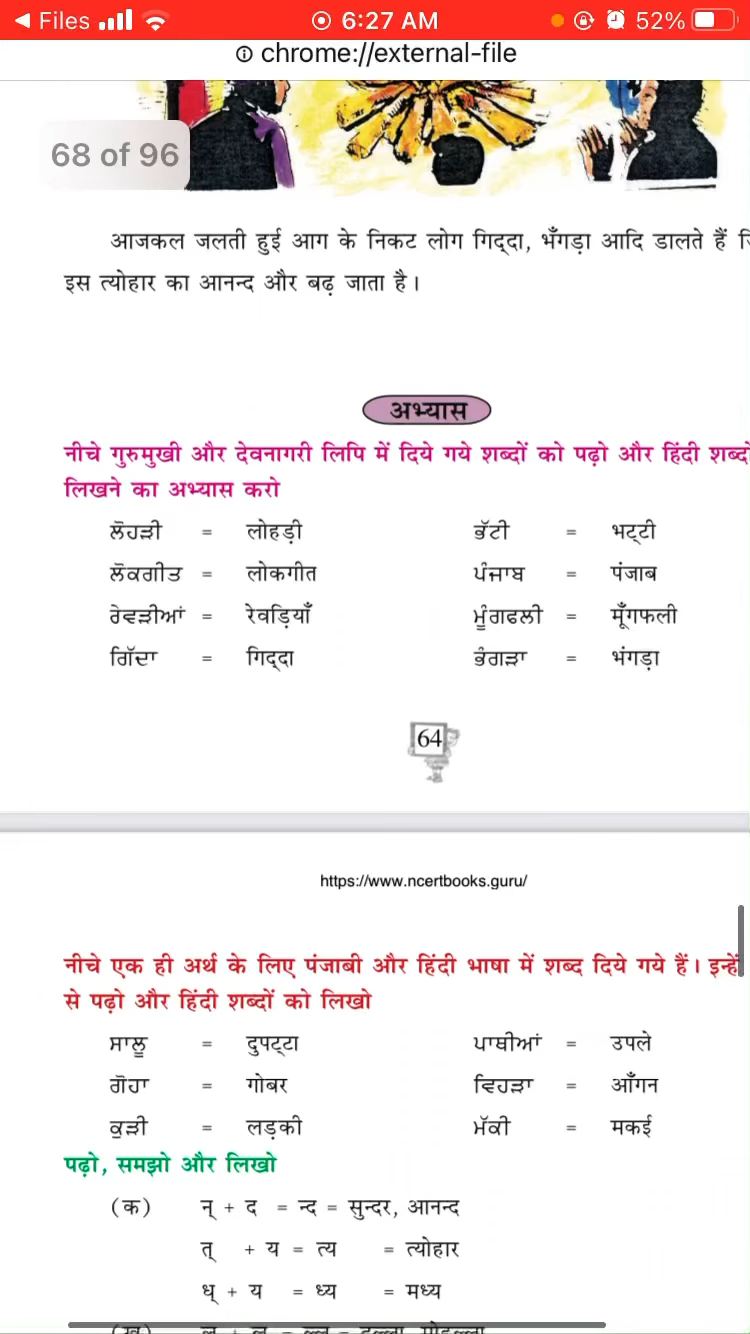 Files 6:27 AM 52%
chrome://external-file
68 of 96
आजकल जलती हुई आग के निकट लोग गिद्दा, भँगड़ा आदि डालते हैं
इस त्योहार का आनन्द और बढ़ जाता है।
अभ्यास
नीचे गुरुमुखी और देवनागरी लिपि में दिये गये शब्दों को पढ़ो और हिंदी
लिखने का अभ्यास करो
ਲੋਹੜੀ = लोहड़ी ਭੱਟੀ = भट्टी
ਲੋਕਗੀਤ = लोकगीत ਪੰਜਾਬ = पंजाब
ਰੇਵੜੀਆਂ = रेवड़ियाँ ਮੂੰਗਫਲੀ = मूँगफली
ਗਿੱਦਾ = गिद्दा ਭੰਗੜਾ = भंगड़ा
64
https://www.ncertbooks.guru/
नीचे एक ही अर्थ के लिए पंजाबी और हिंदी भाषा में शब्द दिये गये हैं। इन्हें
से पढ़ो और हिंदी शब्दों को लिखो
ਸਾਲੂ = दुपट्टा ਪਾਥੀਆਂ = उपले
ਗੋਹਾ = गोबर ਵਿਹੜਾ = आँगन
ਕੁੜੀ = लड़की ਮੱਕੀ = मकई
पढ़ो, समझो और लिखो
(क) न् + द = न्द = सुन्दर, आनन्द
त् + य = त्य = त्योहार
ध् + य = ध्य = मध्य